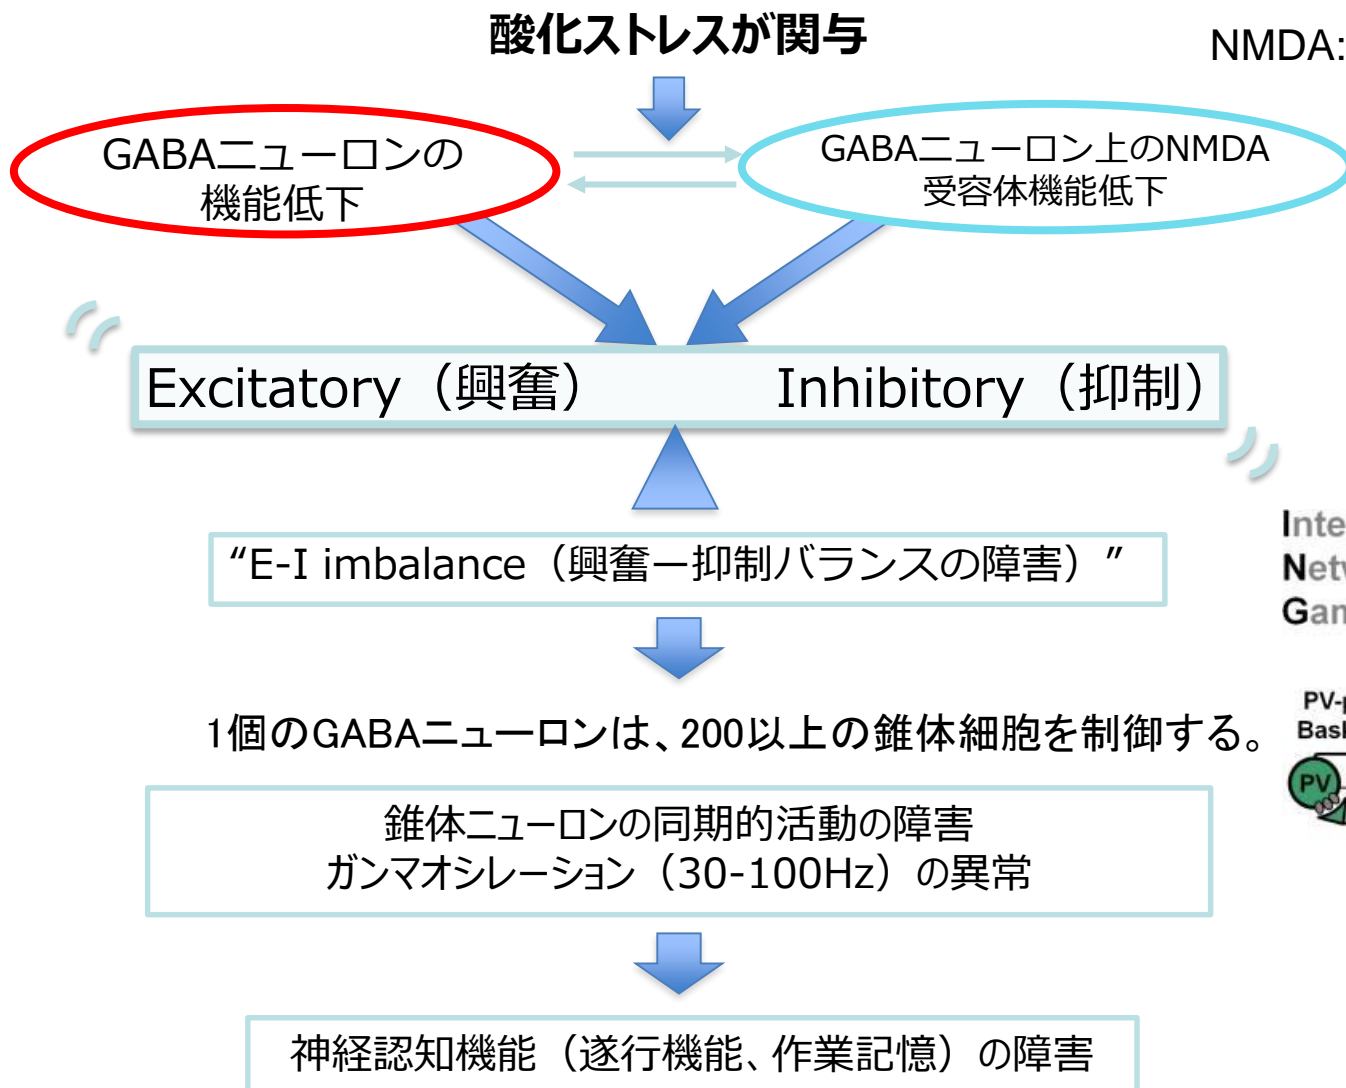 酸化ストレスが関与
NMDA:
GABAニューロンの
機能低下
GABAニューロン上のNMDA
受容体機能低下
Excitatory（興奮） Inhibitory（抑制）
“E-I imbalance（興奮ー抑制バランスの障害）”
1個のGABAニューロンは、200以上の錐体細胞を制御する。
錐体ニューロンの同期的活動の障害
ガンマオシレーション（30-100Hz）の異常
神経認知機能（遂行機能、作業記憶）の障害
PV